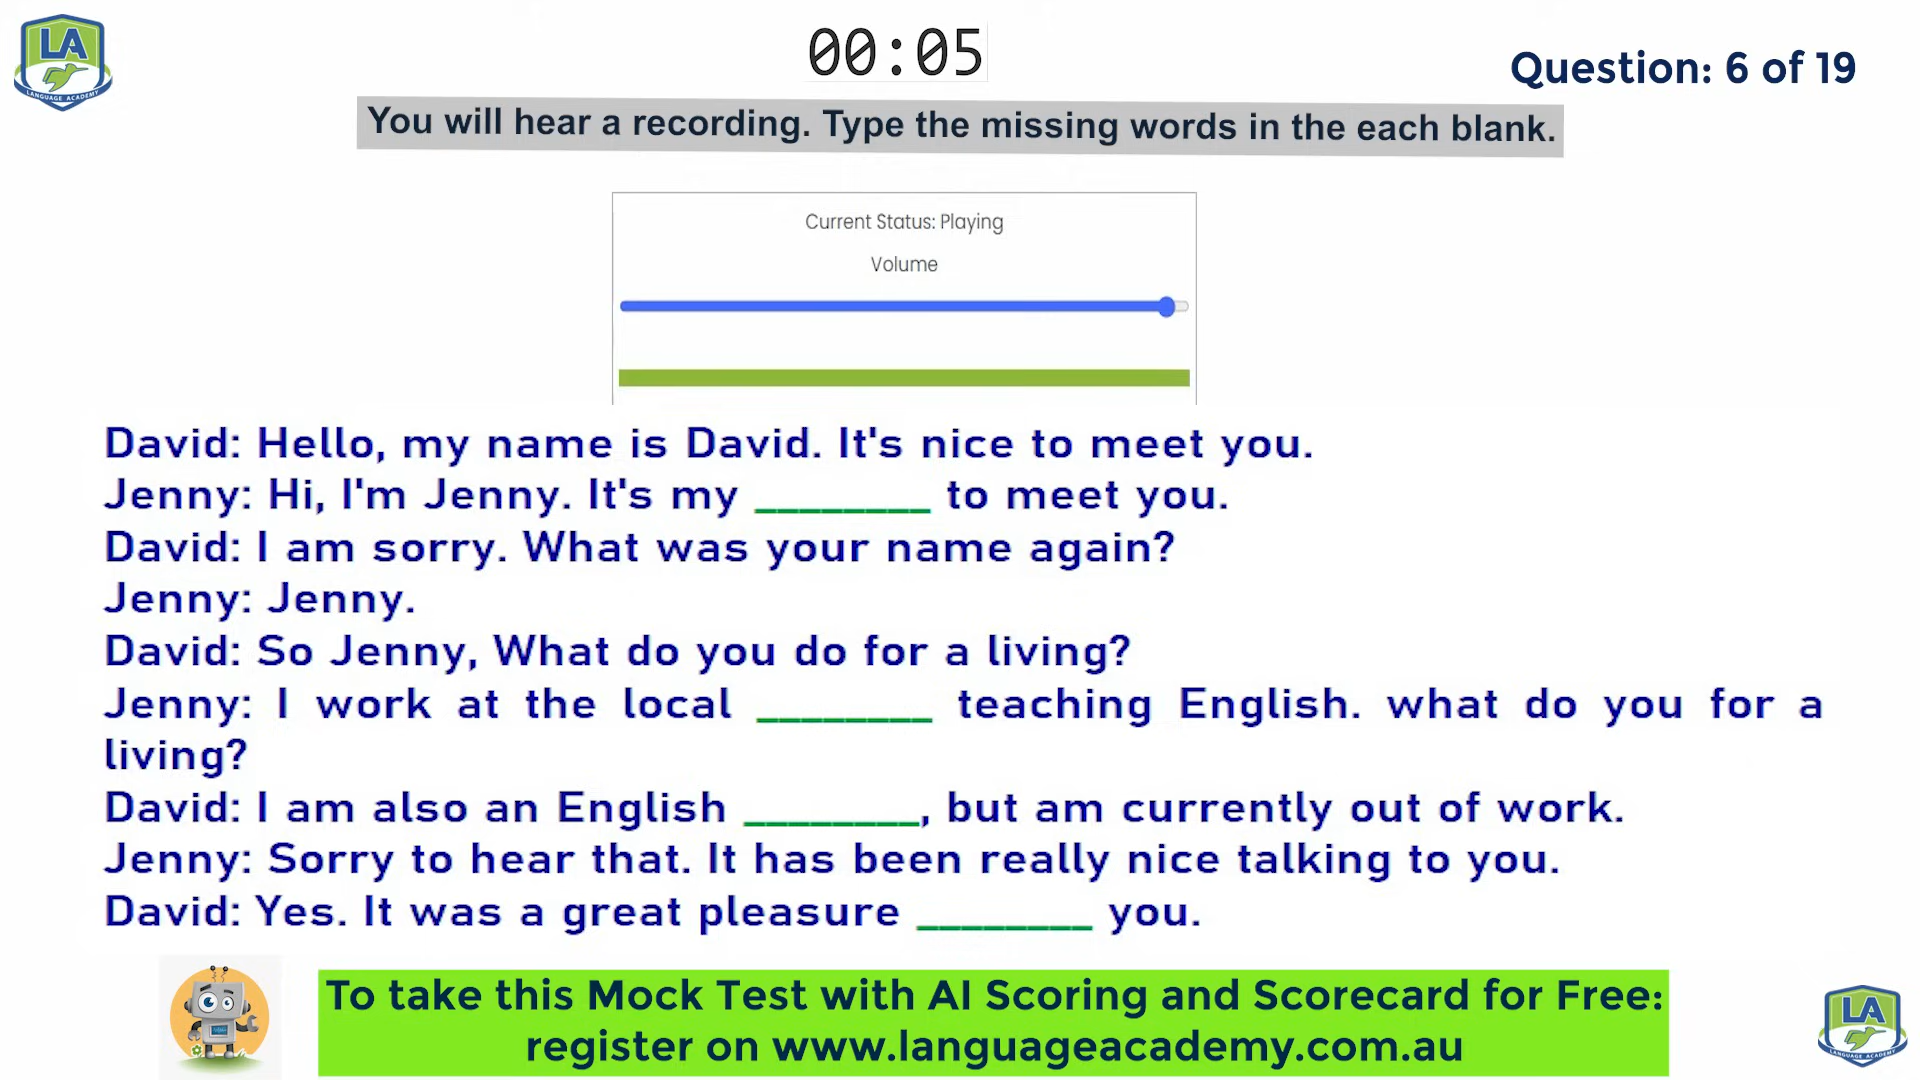 LA
LANGUAGE ACADEMY
00:05
Question: 6 of 19
You will hear a recording. Type the missing words in the each blank.
Current Status: Playing
Volume
David: Hello, my name is David. It's nice to meet you.
Jenny: Hi, I'm Jenny. It's my ________ to meet you.
David: I am sorry. What was your name again?
Jenny: Jenny.
David: So Jenny, What do you do for a living?
Jenny: I work at the local ________ teaching English. what do you for a
living?
David: I am also an English ________, but am currently out of work.
Jenny: Sorry to hear that. It has been really nice talking to you.
David: Yes. It was a great pleasure ________ you.
To take this Mock Test with AI Scoring and Scorecard for Free:
register on www.languageacademy.com.au
LA
LANGUAGE ACADEMY